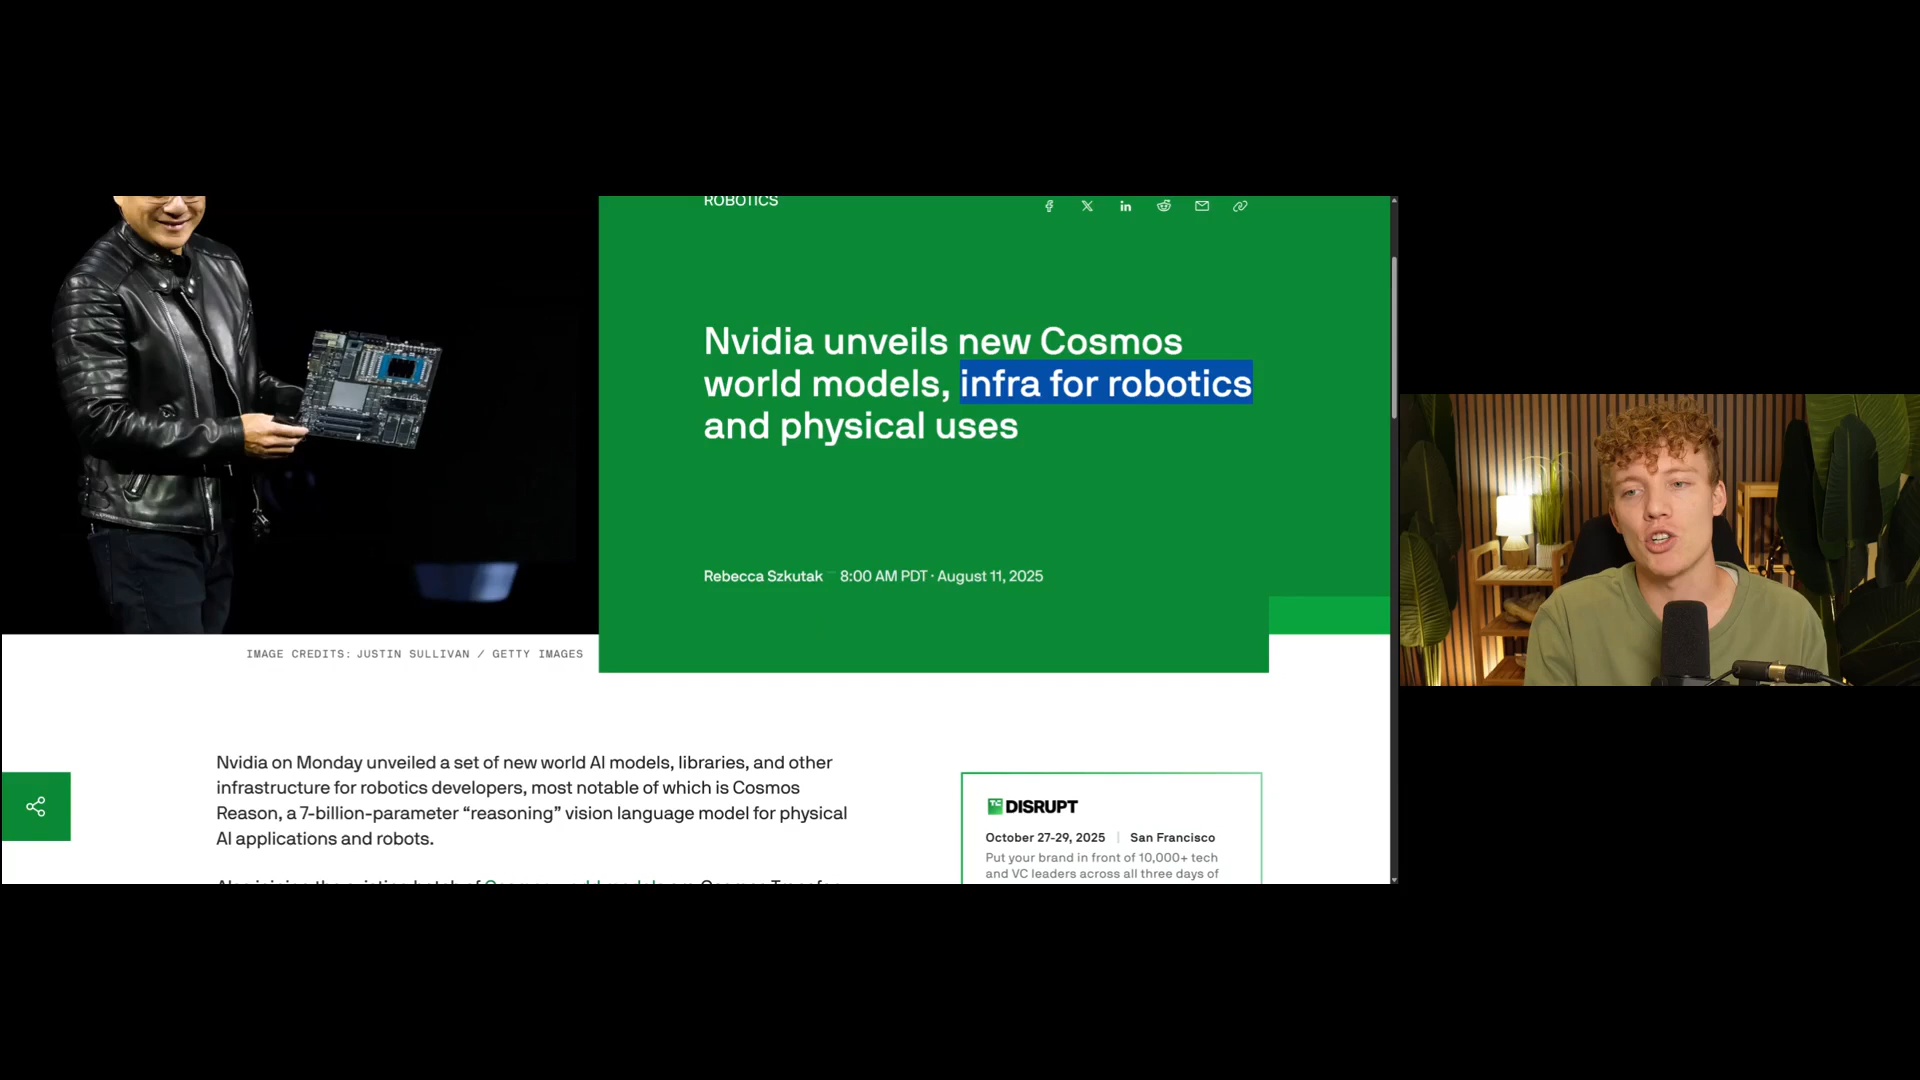 ROBOTICS
Nvidia unveils new Cosmos
world models, infra for robotics
and physical uses
Rebecca Szkutak — 8:00 AM PDT · August 11, 2025
IMAGE CREDITS: JUSTIN SULLIVAN / GETTY IMAGES
Nvidia on Monday unveiled a set of new world AI models, libraries, and other
infrastructure for robotics developers, most notable of which is Cosmos
Reason, a 7-billion-parameter “reasoning” vision language model for physical
AI applications and robots.
TC DISRUPT
October 27-29, 2025 | San Francisco
Put your brand in front of 10,000+ tech
and VC leaders across all three days of